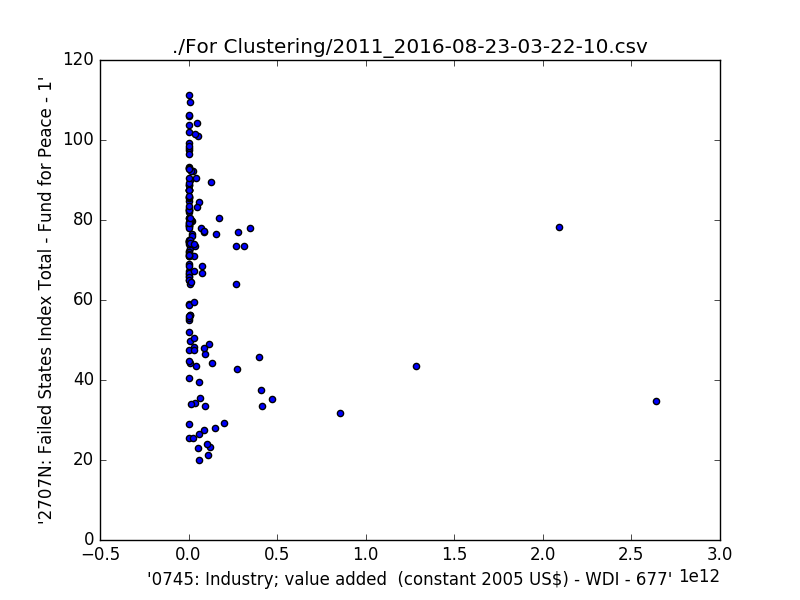 ./For Clustering/2011_2016-08-23-03-22-10.csv
120
100
80
60
40
20
0
'2707N: Failed States Index Total - Fund for Peace - 1'
−0.5 0.0 0.5 1.0 1.5 2.0 2.5 3.0
1e12
'0745: Industry; value added  (constant 2005 US$) - WDI - 677'